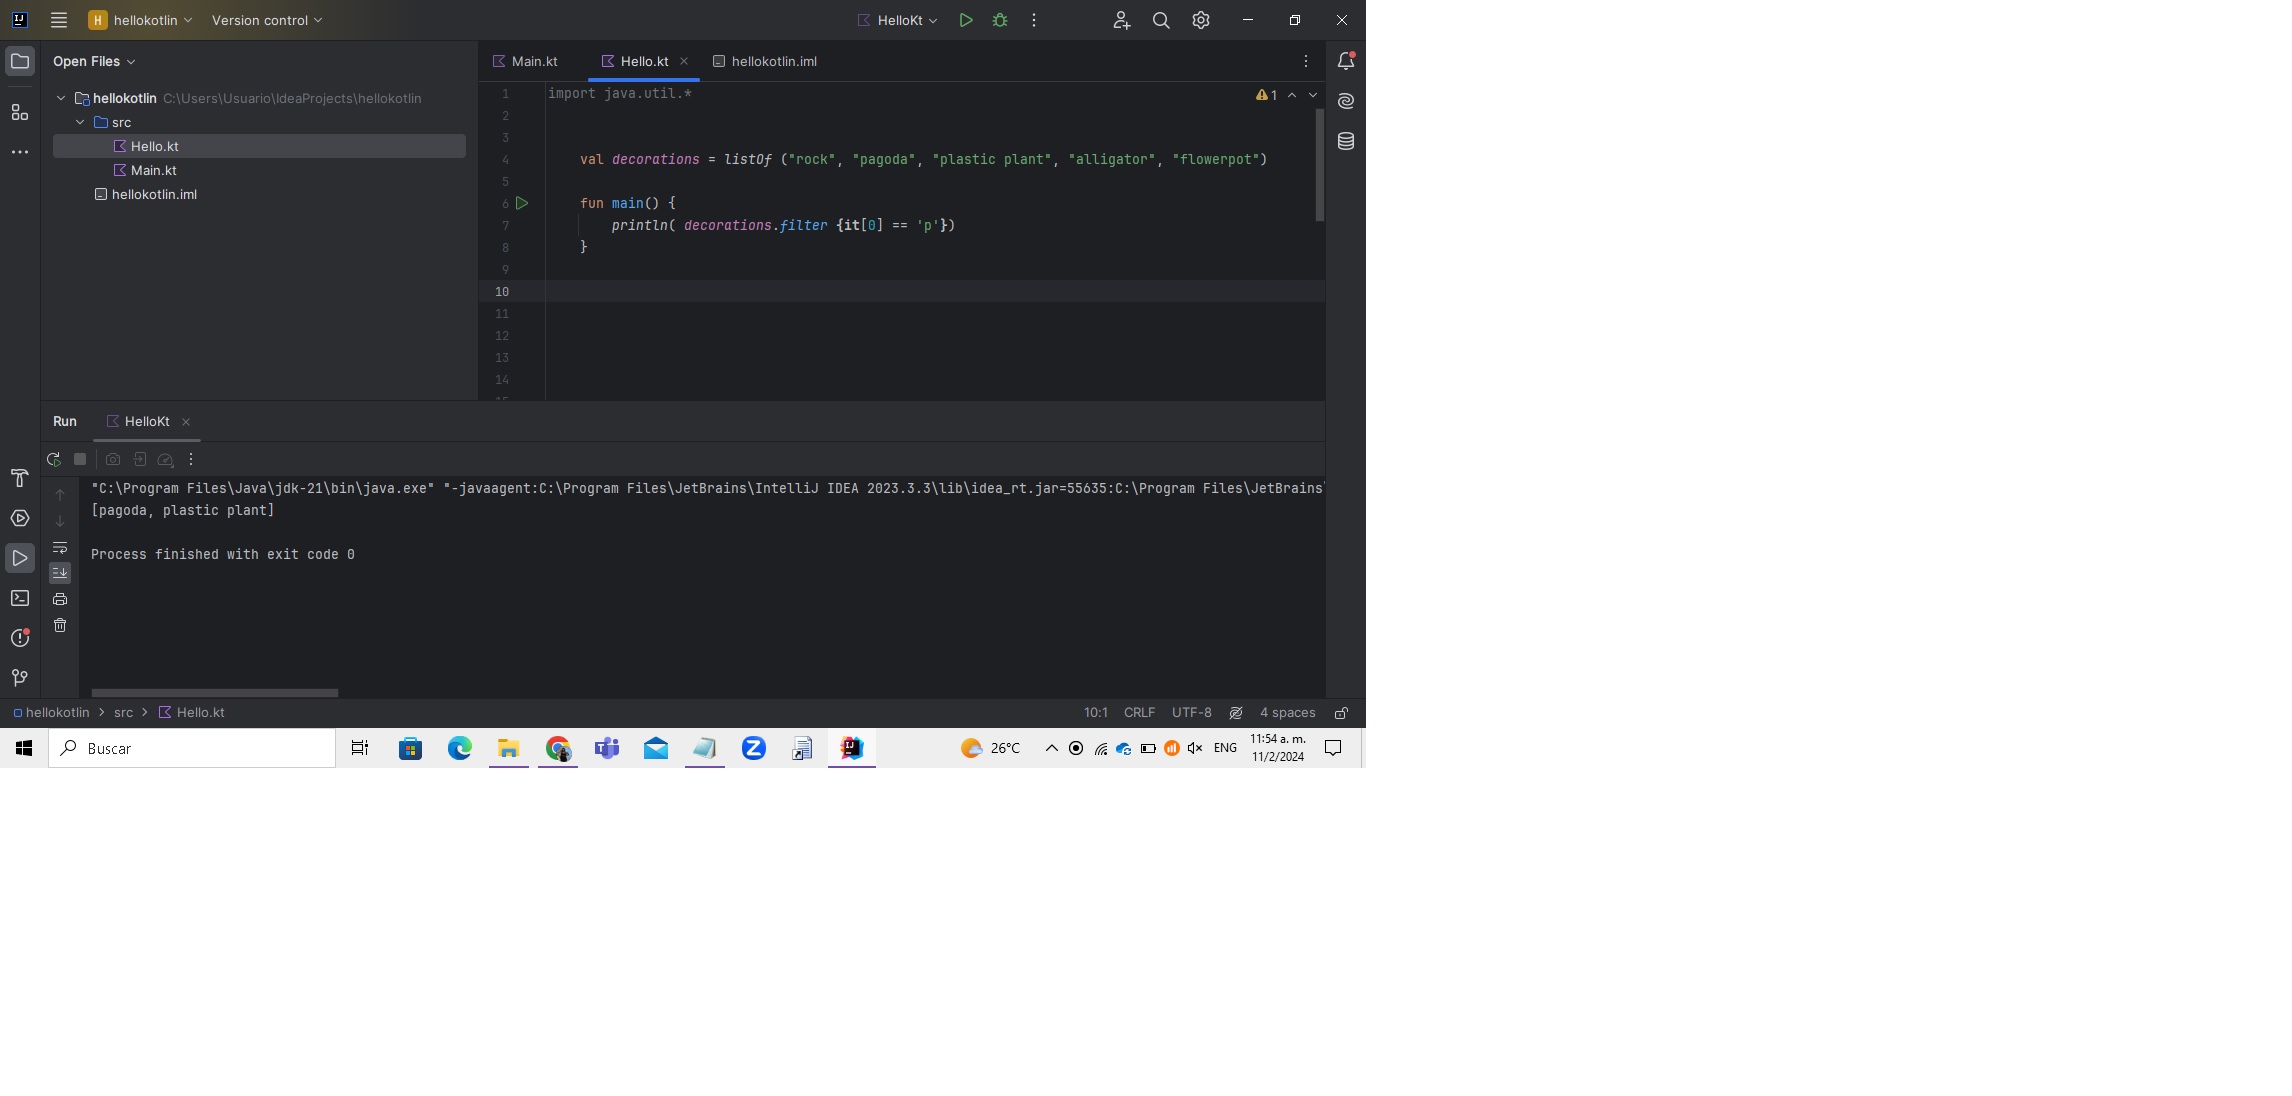 IJ H hellokotlin Version control HelloKt
Open Files
hellokotlin C:\Users\Usuario\IdeaProjects\hellokotlin
src
Hello.kt
Main.kt
hellokotlin.iml
Main.kt Hello.kt hellokotlin.iml
1 import java.util.* 1
2
3
4 val decorations = listOf ("rock", "pagoda", "plastic plant", "alligator", "flowerpot")
5
6 fun main() {
7 println( decorations.filter {it[0] == 'p'})
8 }
9
10
11
12
13
14
Run HelloKt
"C:\Program Files\Java\jdk-21\bin\java.exe" "-javaagent:C:\Program Files\JetBrains\IntelliJ IDEA 2023.3.3\lib\idea_rt.jar=55635:C:\Program Files\JetBrains\
[pagoda, plastic plant]
Process finished with exit code 0
hellokotlin > src > Hello.kt 10:1 CRLF UTF-8 4 spaces
Buscar 26°C ENG 11:54 a. m.
11/2/2024